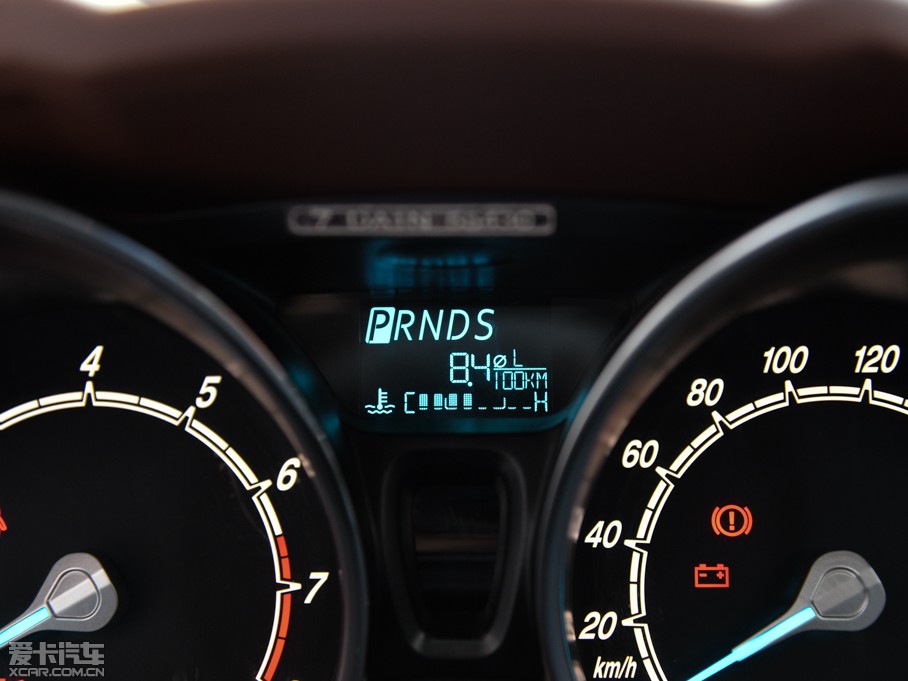 PRNDS
8.4 ø L
100KM
C H
4
5
6
7
20
40
60
80
100
120
km/h
爱卡汽车
XCAR.COM.CN